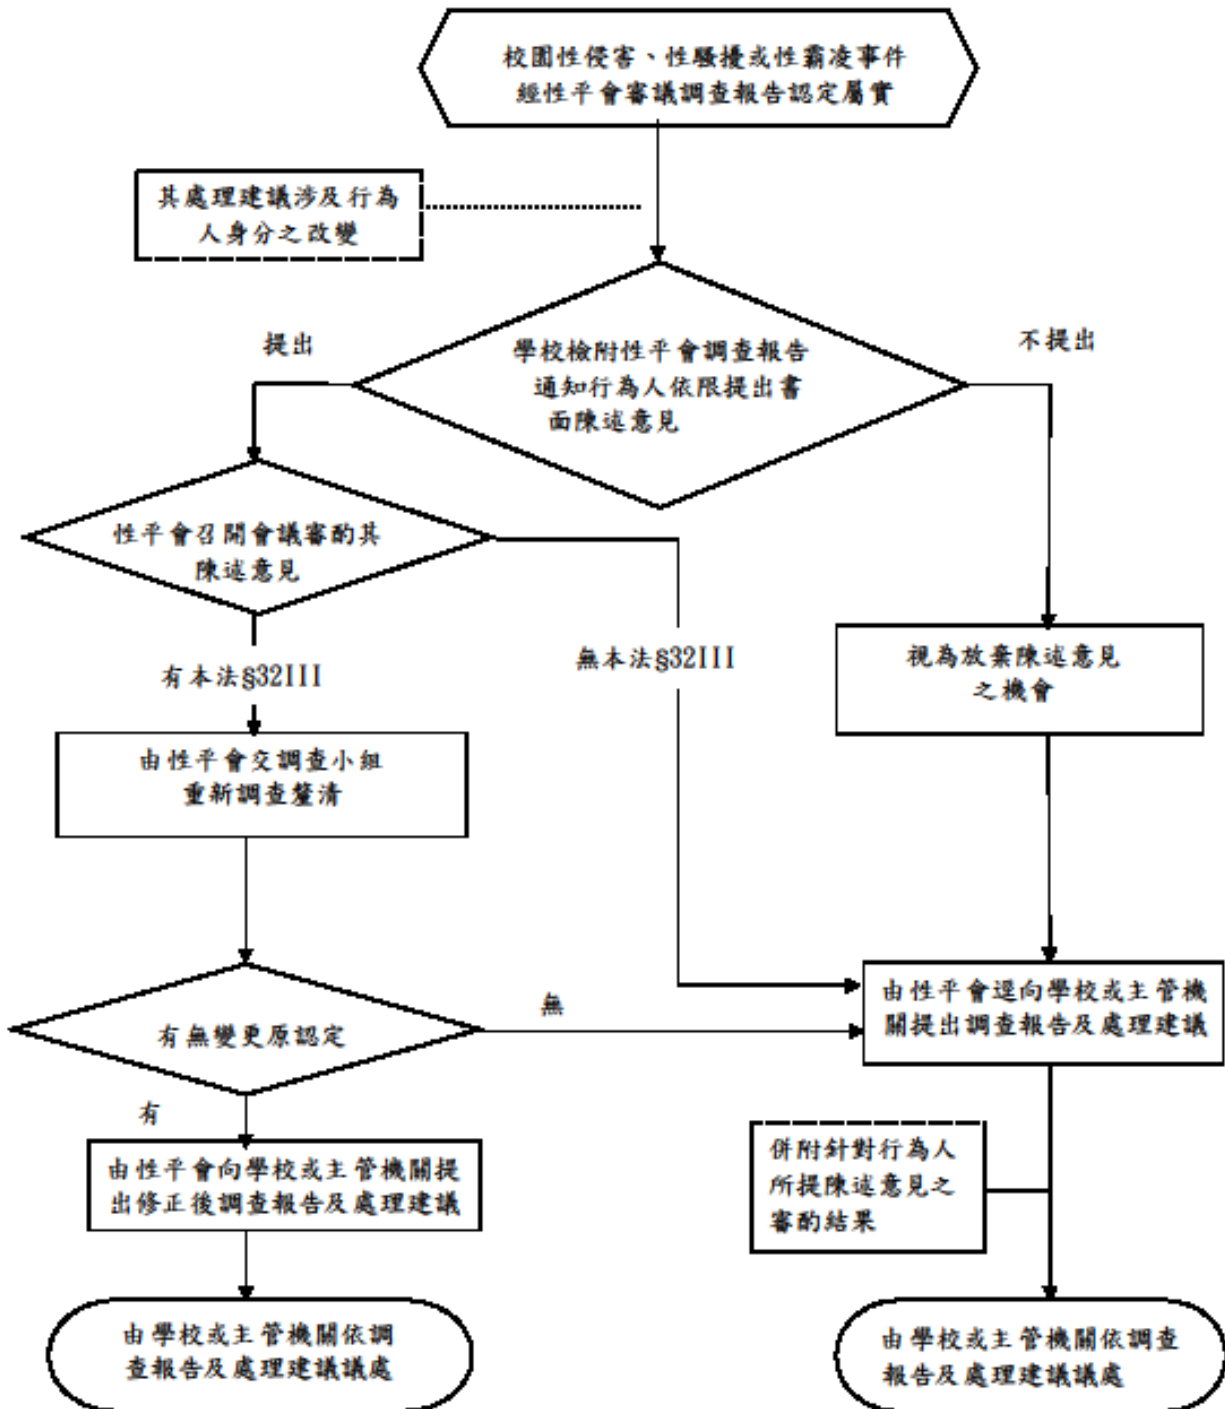 校園性侵害、性騷擾或性霸凌事件
經性平會審議調查報告認定屬實
其處理建議涉及行為
人身分之改變
提出
學校檢附性平會調查報告
通知行為人依限提出書
面陳述意見
不提出
性平會召開會議審酌其
陳述意見
有本法§32III
無本法§32III
視為放棄陳述意見
之機會
由性平會交調查小組
重新調查釐清
有無變更原認定
無
由性平會逕向學校或主管機
關提出調查報告及處理建議
有
由性平會向學校或主管機關提
出修正後調查報告及處理建議
併附針對行為人
所提陳述意見之
審酌結果
由學校或主管機關依調
查報告及處理建議議處
由學校或主管機關依調查
報告及處理建議議處